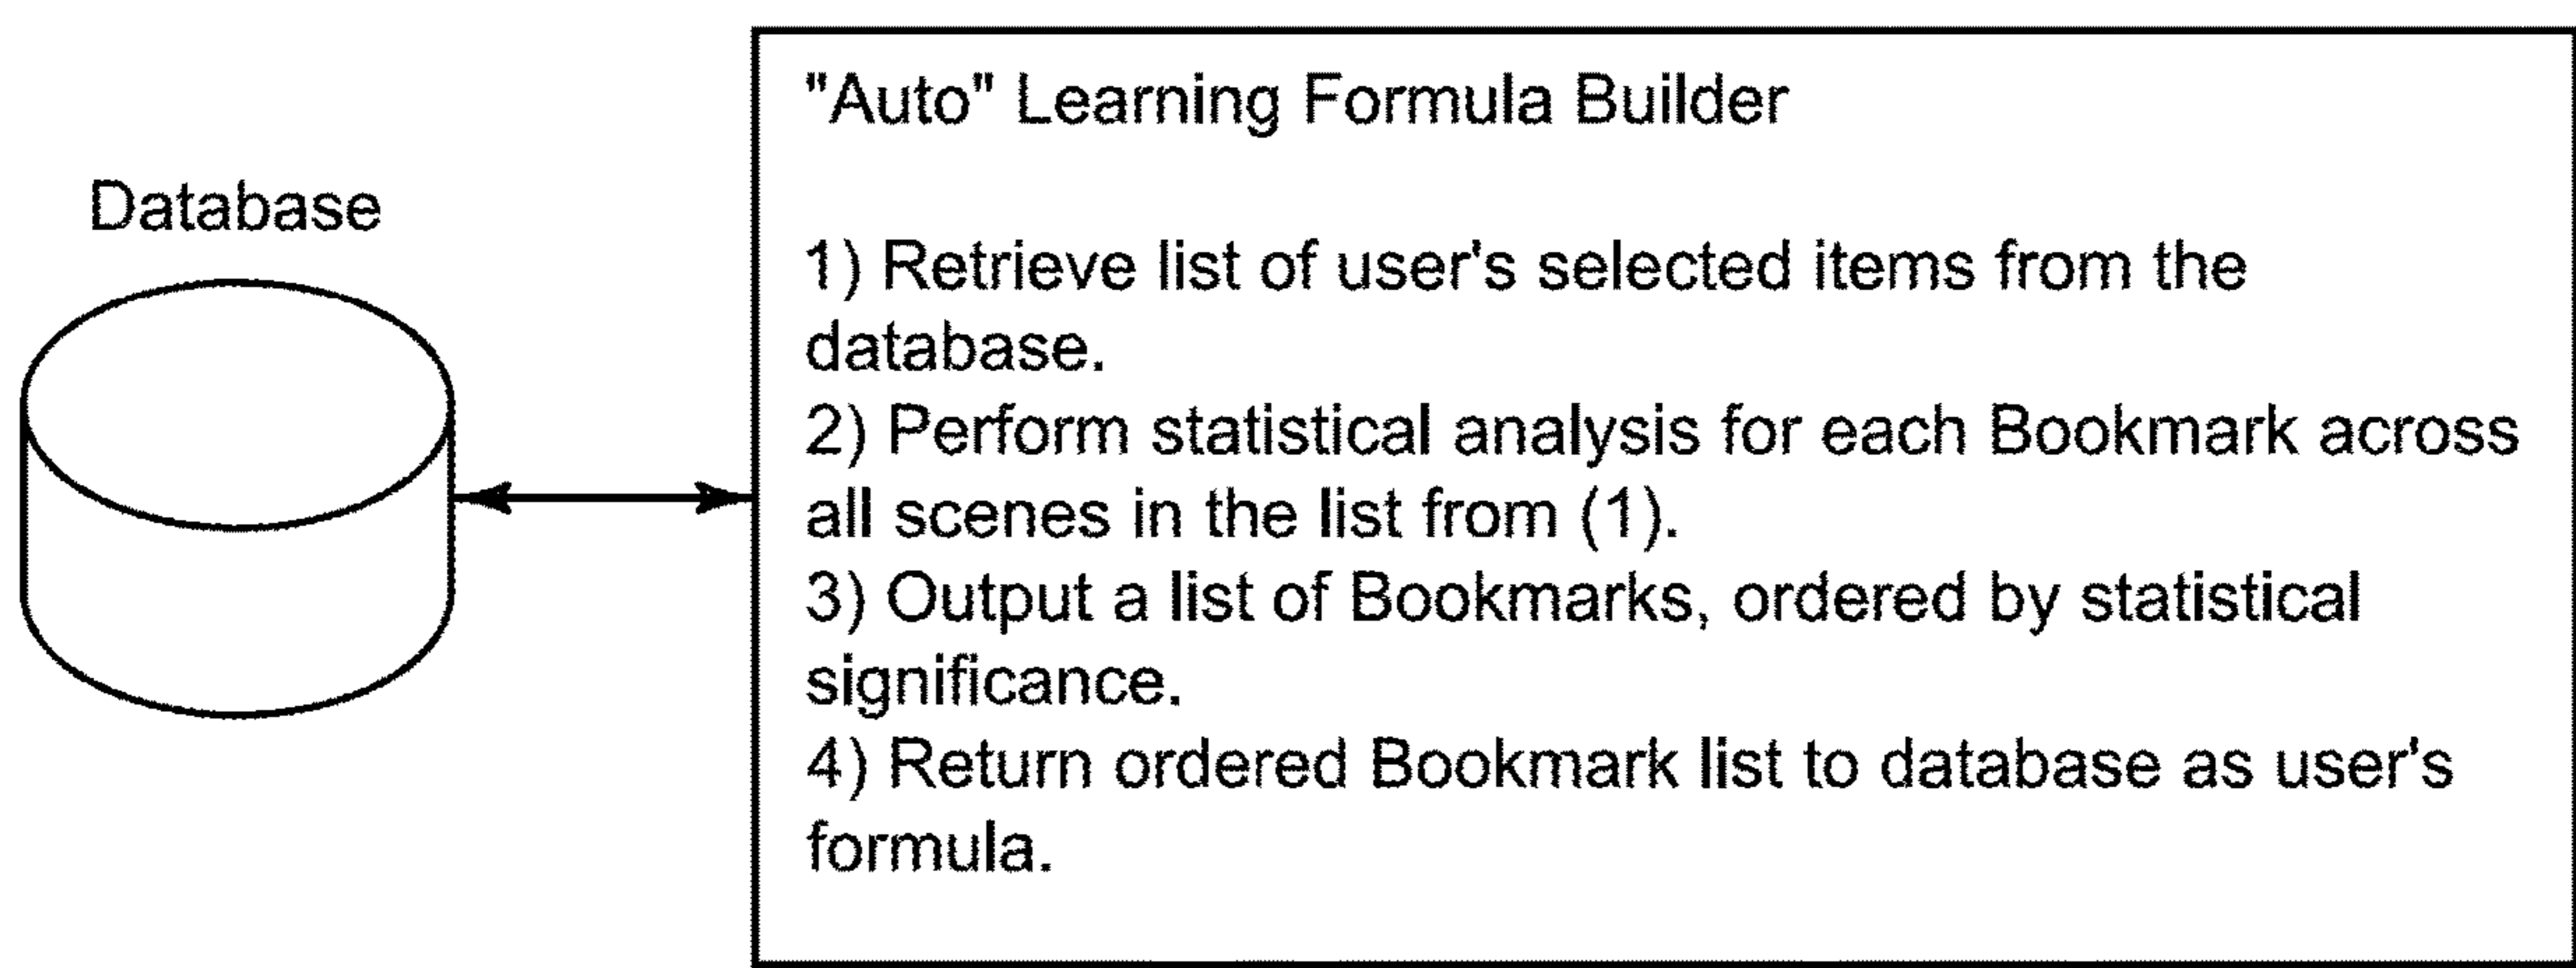 "Auto" Learning Formula Builder
Database
1) Retrieve list of user's selected items from the
database.
2) Perform statistical analysis for each Bookmark across
all scenes in the list from (1).
3) Output a list of Bookmarks, ordered by statistical
significance.
4) Return ordered Bookmark list to database as user's
formula.